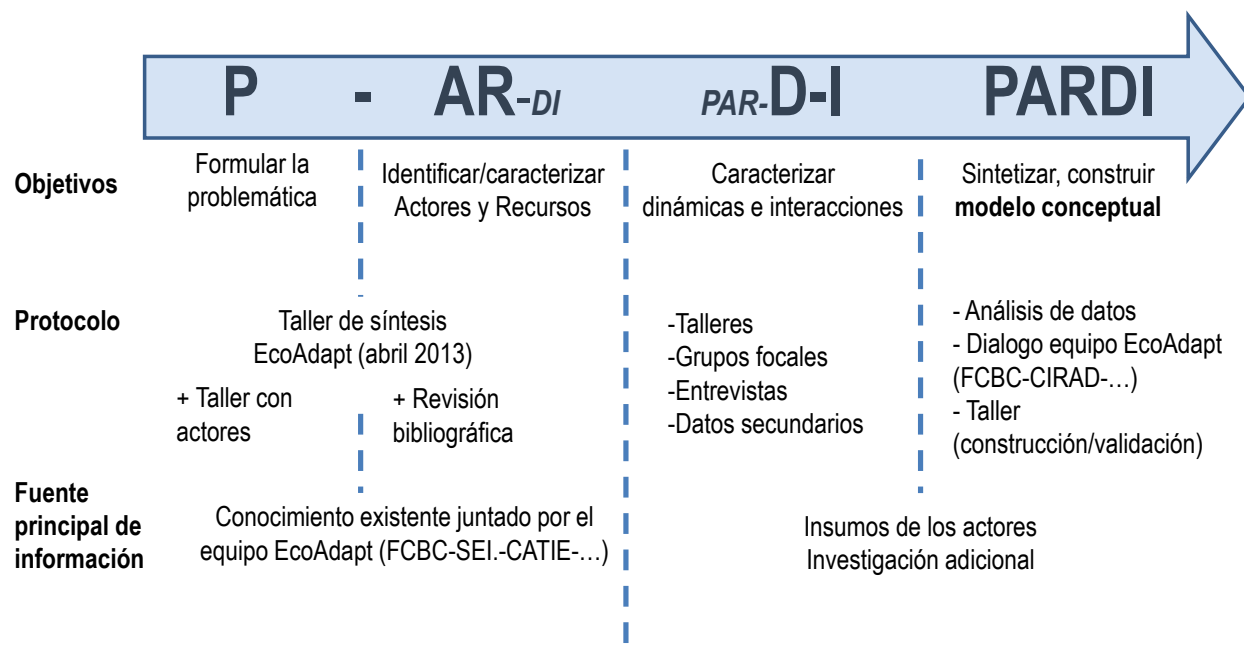 P - AR-DI PAR-D-I PARDI
Objetivos
Formular la
problemática
Identificar/caracterizar
Actores y Recursos
Caracterizar
dinámicas e interacciones
Sintetizar, construir
modelo conceptual
Protocolo
Taller de síntesis
EcoAdapt (abril 2013)
+ Taller con
actores
+ Revisión
bibliográfica
-Talleres
-Grupos focales
-Entrevistas
-Datos secundarios
- Análisis de datos
- Dialogo equipo EcoAdapt
(FCBC-CIRAD-…)
- Taller
(construcción/validación)
Fuente
principal de
información
Conocimiento existente juntado por el
equipo EcoAdapt (FCBC-SEI.-CATIE-…)
Insumos de los actores
Investigación adicional